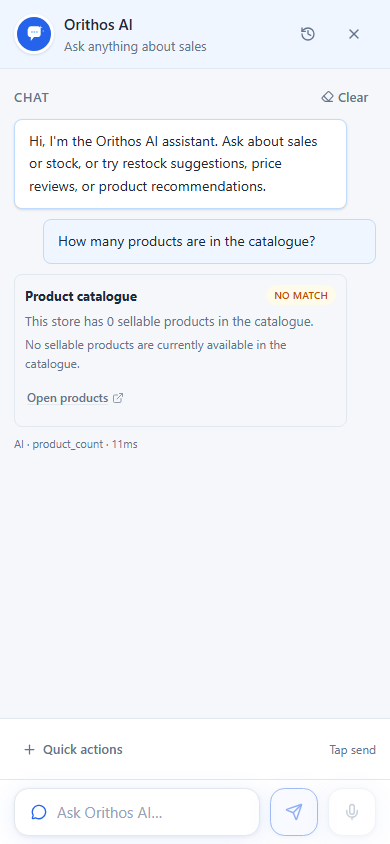 Orithos AI
Ask anything about sales
CHAT
Clear
Hi, I'm the Orithos AI assistant. Ask about sales
or stock, or try restock suggestions, price
reviews, or product recommendations.
How many products are in the catalogue?
Product catalogue
NO MATCH
This store has 0 sellable products in the catalogue.
No sellable products are currently available in the
catalogue.
Open products
AI · product_count · 11ms
Quick actions
Tap send
Ask Orithos AI...